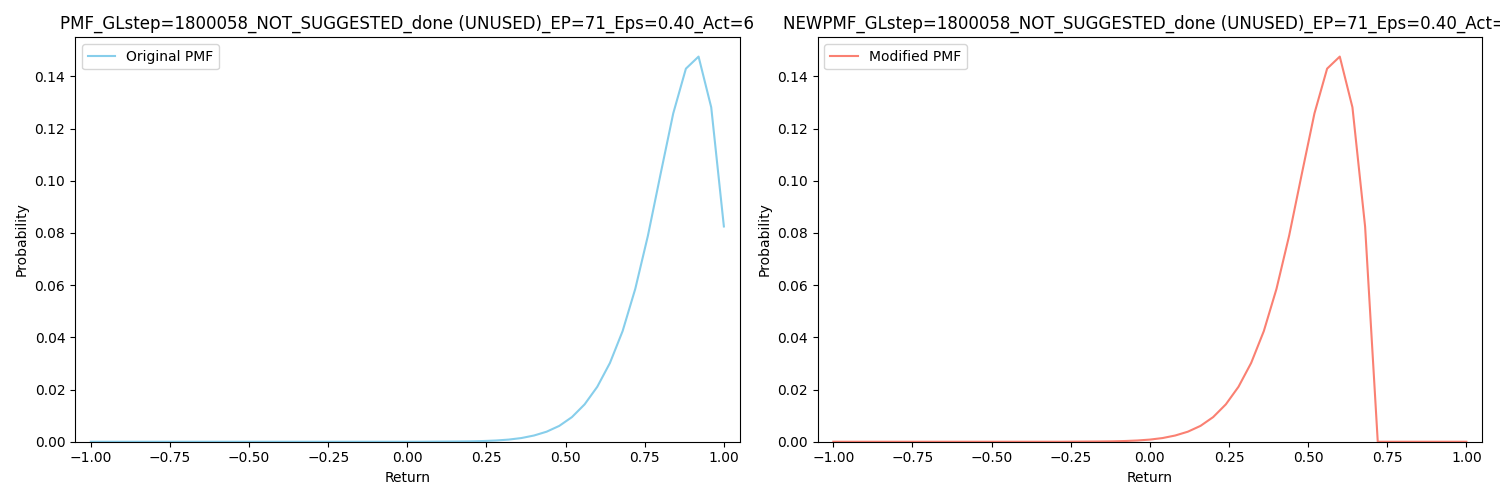 PMF_GLstep=1800058_NOT_SUGGESTED_done (UNUSED)_EP=71_Eps=0.40_Act=6
Original PMF
Probability
0.14
0.12
0.10
0.08
0.06
0.04
0.02
0.00
−1.00 −0.75 −0.50 −0.25 0.00 0.25 0.50 0.75 1.00
Return
NEWPMF_GLstep=1800058_NOT_SUGGESTED_done (UNUSED)_EP=71_Eps=0.40_Act=
Modified PMF
Probability
0.14
0.12
0.10
0.08
0.06
0.04
0.02
0.00
−1.00 −0.75 −0.50 −0.25 0.00 0.25 0.50 0.75 1.00
Return